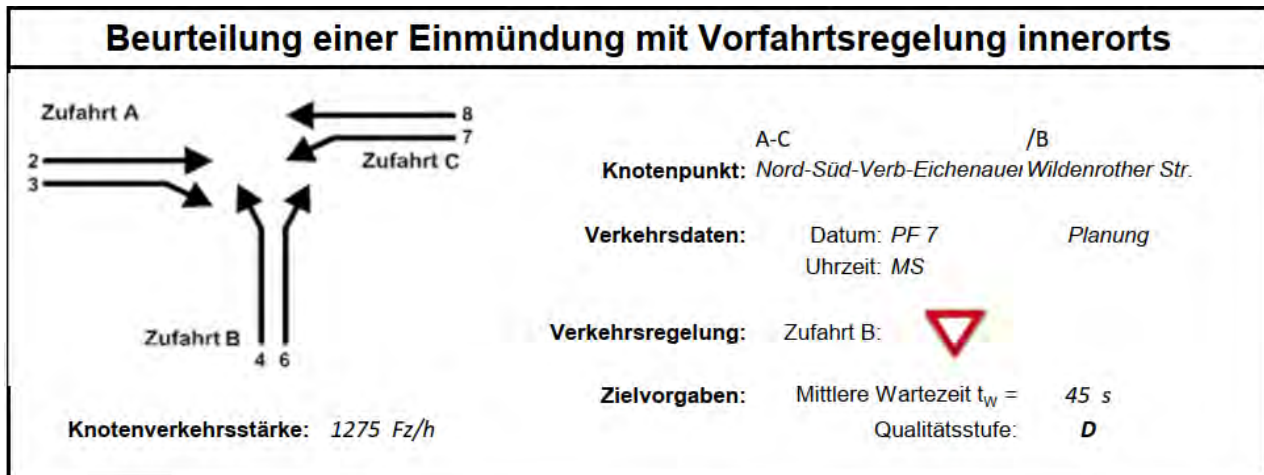 Beurteilung einer Einmündung mit Vorfahrtsregelung innerorts
Zufahrt A
8
7
Zufahrt C
2
3
Zufahrt B
4 6
Knotenverkehrsstärke: 1275 Fz/h
A-C /B
Knotenpunkt: Nord-Süd-Verb-Eichenauer Wildenrother Str.
Verkehrsdaten: Datum: PF 7 Planung
Uhrzeit: MS
Verkehrsregelung: Zufahrt B:
Zielvorgaben: Mittlere Wartezeit tw = 45 s
Qualitätsstufe: D